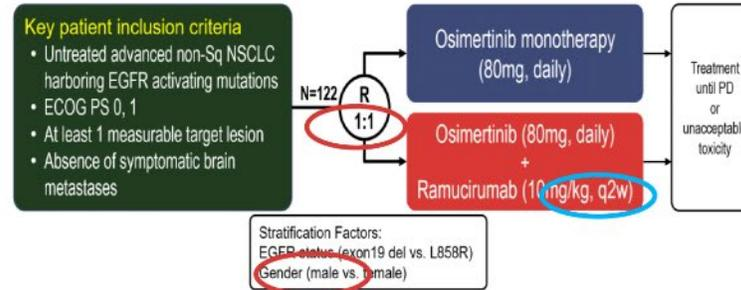 Key patient inclusion criteria
• Untreated advanced non-Sq NSCLC
harboring EGFR activating mutations
• ECOG PS 0, 1
• At least 1 measurable target lesion
• Absence of symptomatic brain
metastases
N=122
R
1:1
Osimertinib monotherapy
(80mg, daily)
Osimertinib (80mg, daily)
+
Ramucirumab (10mg/kg, q2w)
Treatment
until PD
or
unacceptabl
toxicity
Stratification Factors:
EGFR status (exon19 del vs. L858R)
Gender (male vs. female)